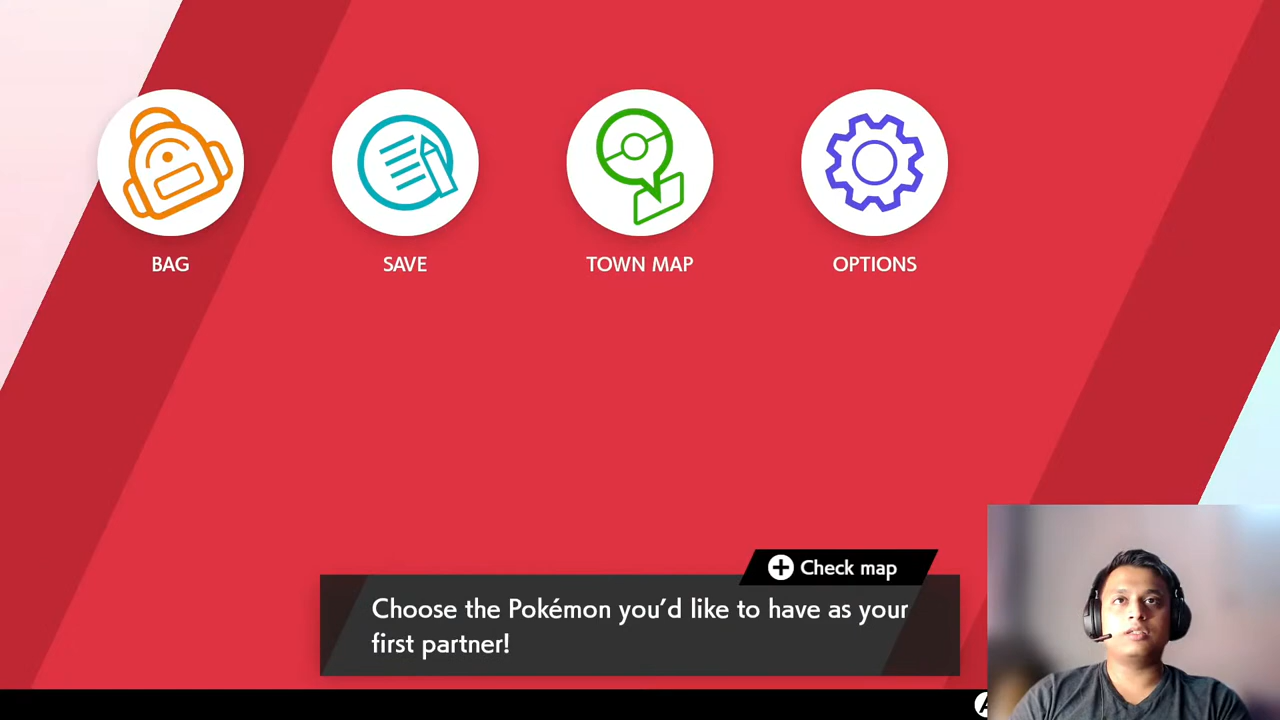 BAG
SAVE
TOWN MAP
OPTIONS
Check map
Choose the Pokémon you'd like to have as your
first partner!